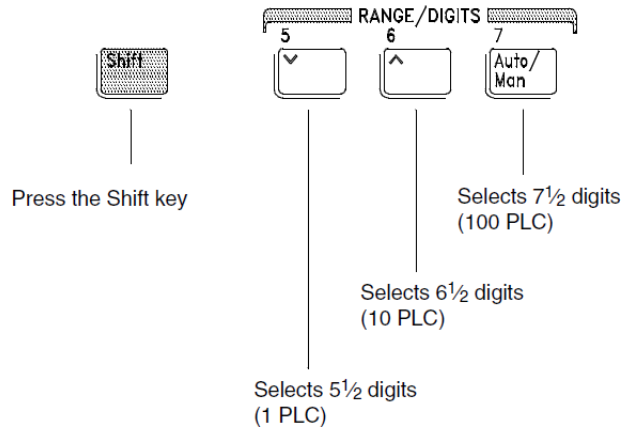 RANGE/DIGITS
5 6 7
Shift
Auto/
Man
Press the Shift key
Selects 7½ digits
(100 PLC)
Selects 6½ digits
(10 PLC)
Selects 5½ digits
(1 PLC)